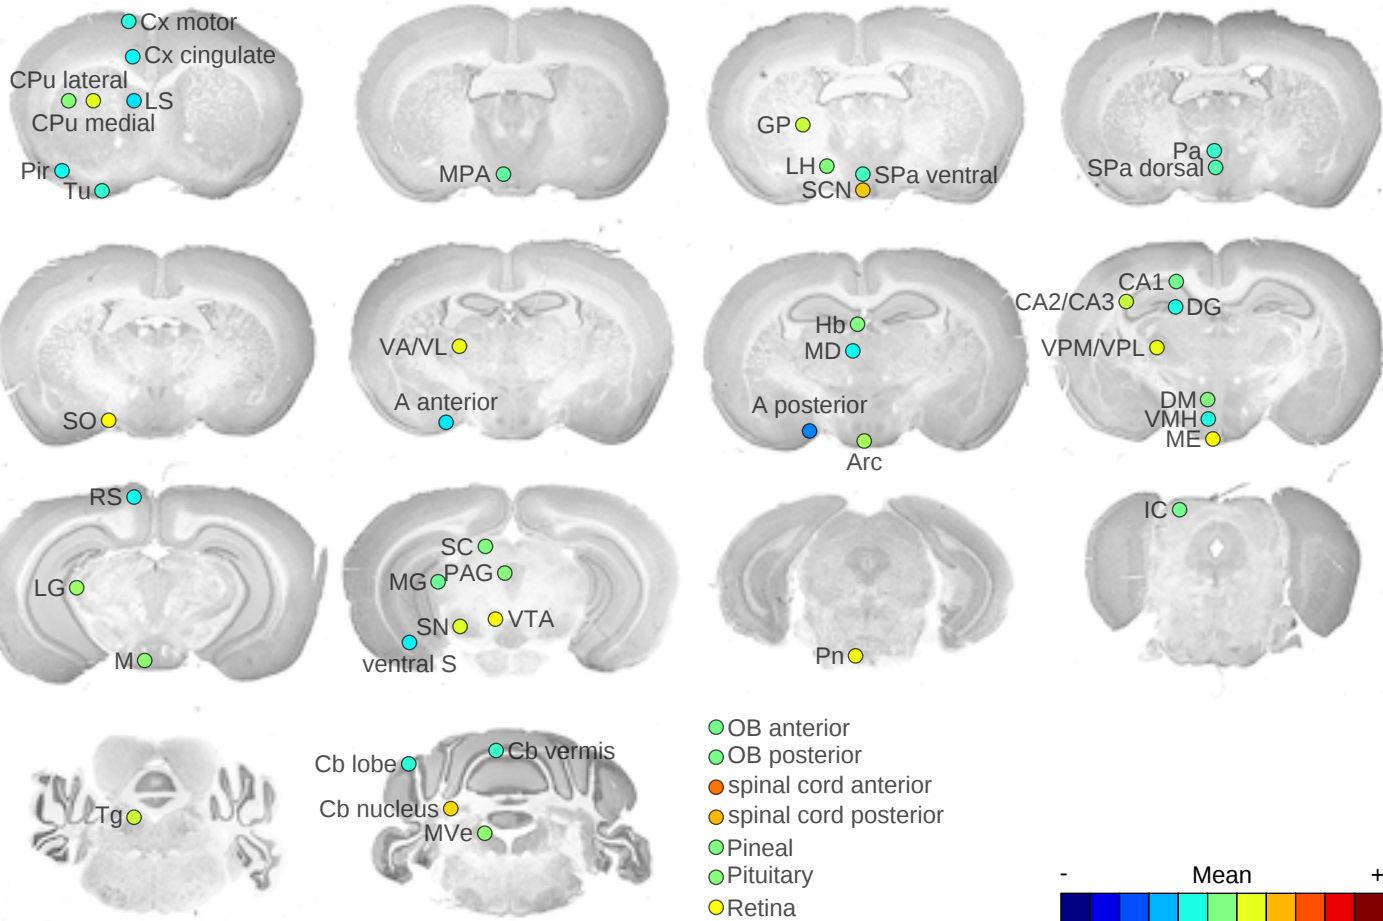 Cx motor
Cx cingulate
CPu lateral
LS
CPu medial
Pir
Tu
MPA
GP
LH
SPa ventral
SCN
Pa
SPa dorsal
SO
VA/VL
A anterior
Hb
MD
A posterior
Arc
CA1
CA2/CA3
DG
VPM/VPL
DM
VMH
ME
RS
LG
M
SC
MG
PAG
SN
VTA
ventral S
Pn
IC
Tg
Cb lobe
Cb vermis
Cb nucleus
MVe
OB anterior
OB posterior
spinal cord anterior
spinal cord posterior
Pineal
Pituitary
Retina
- Mean +